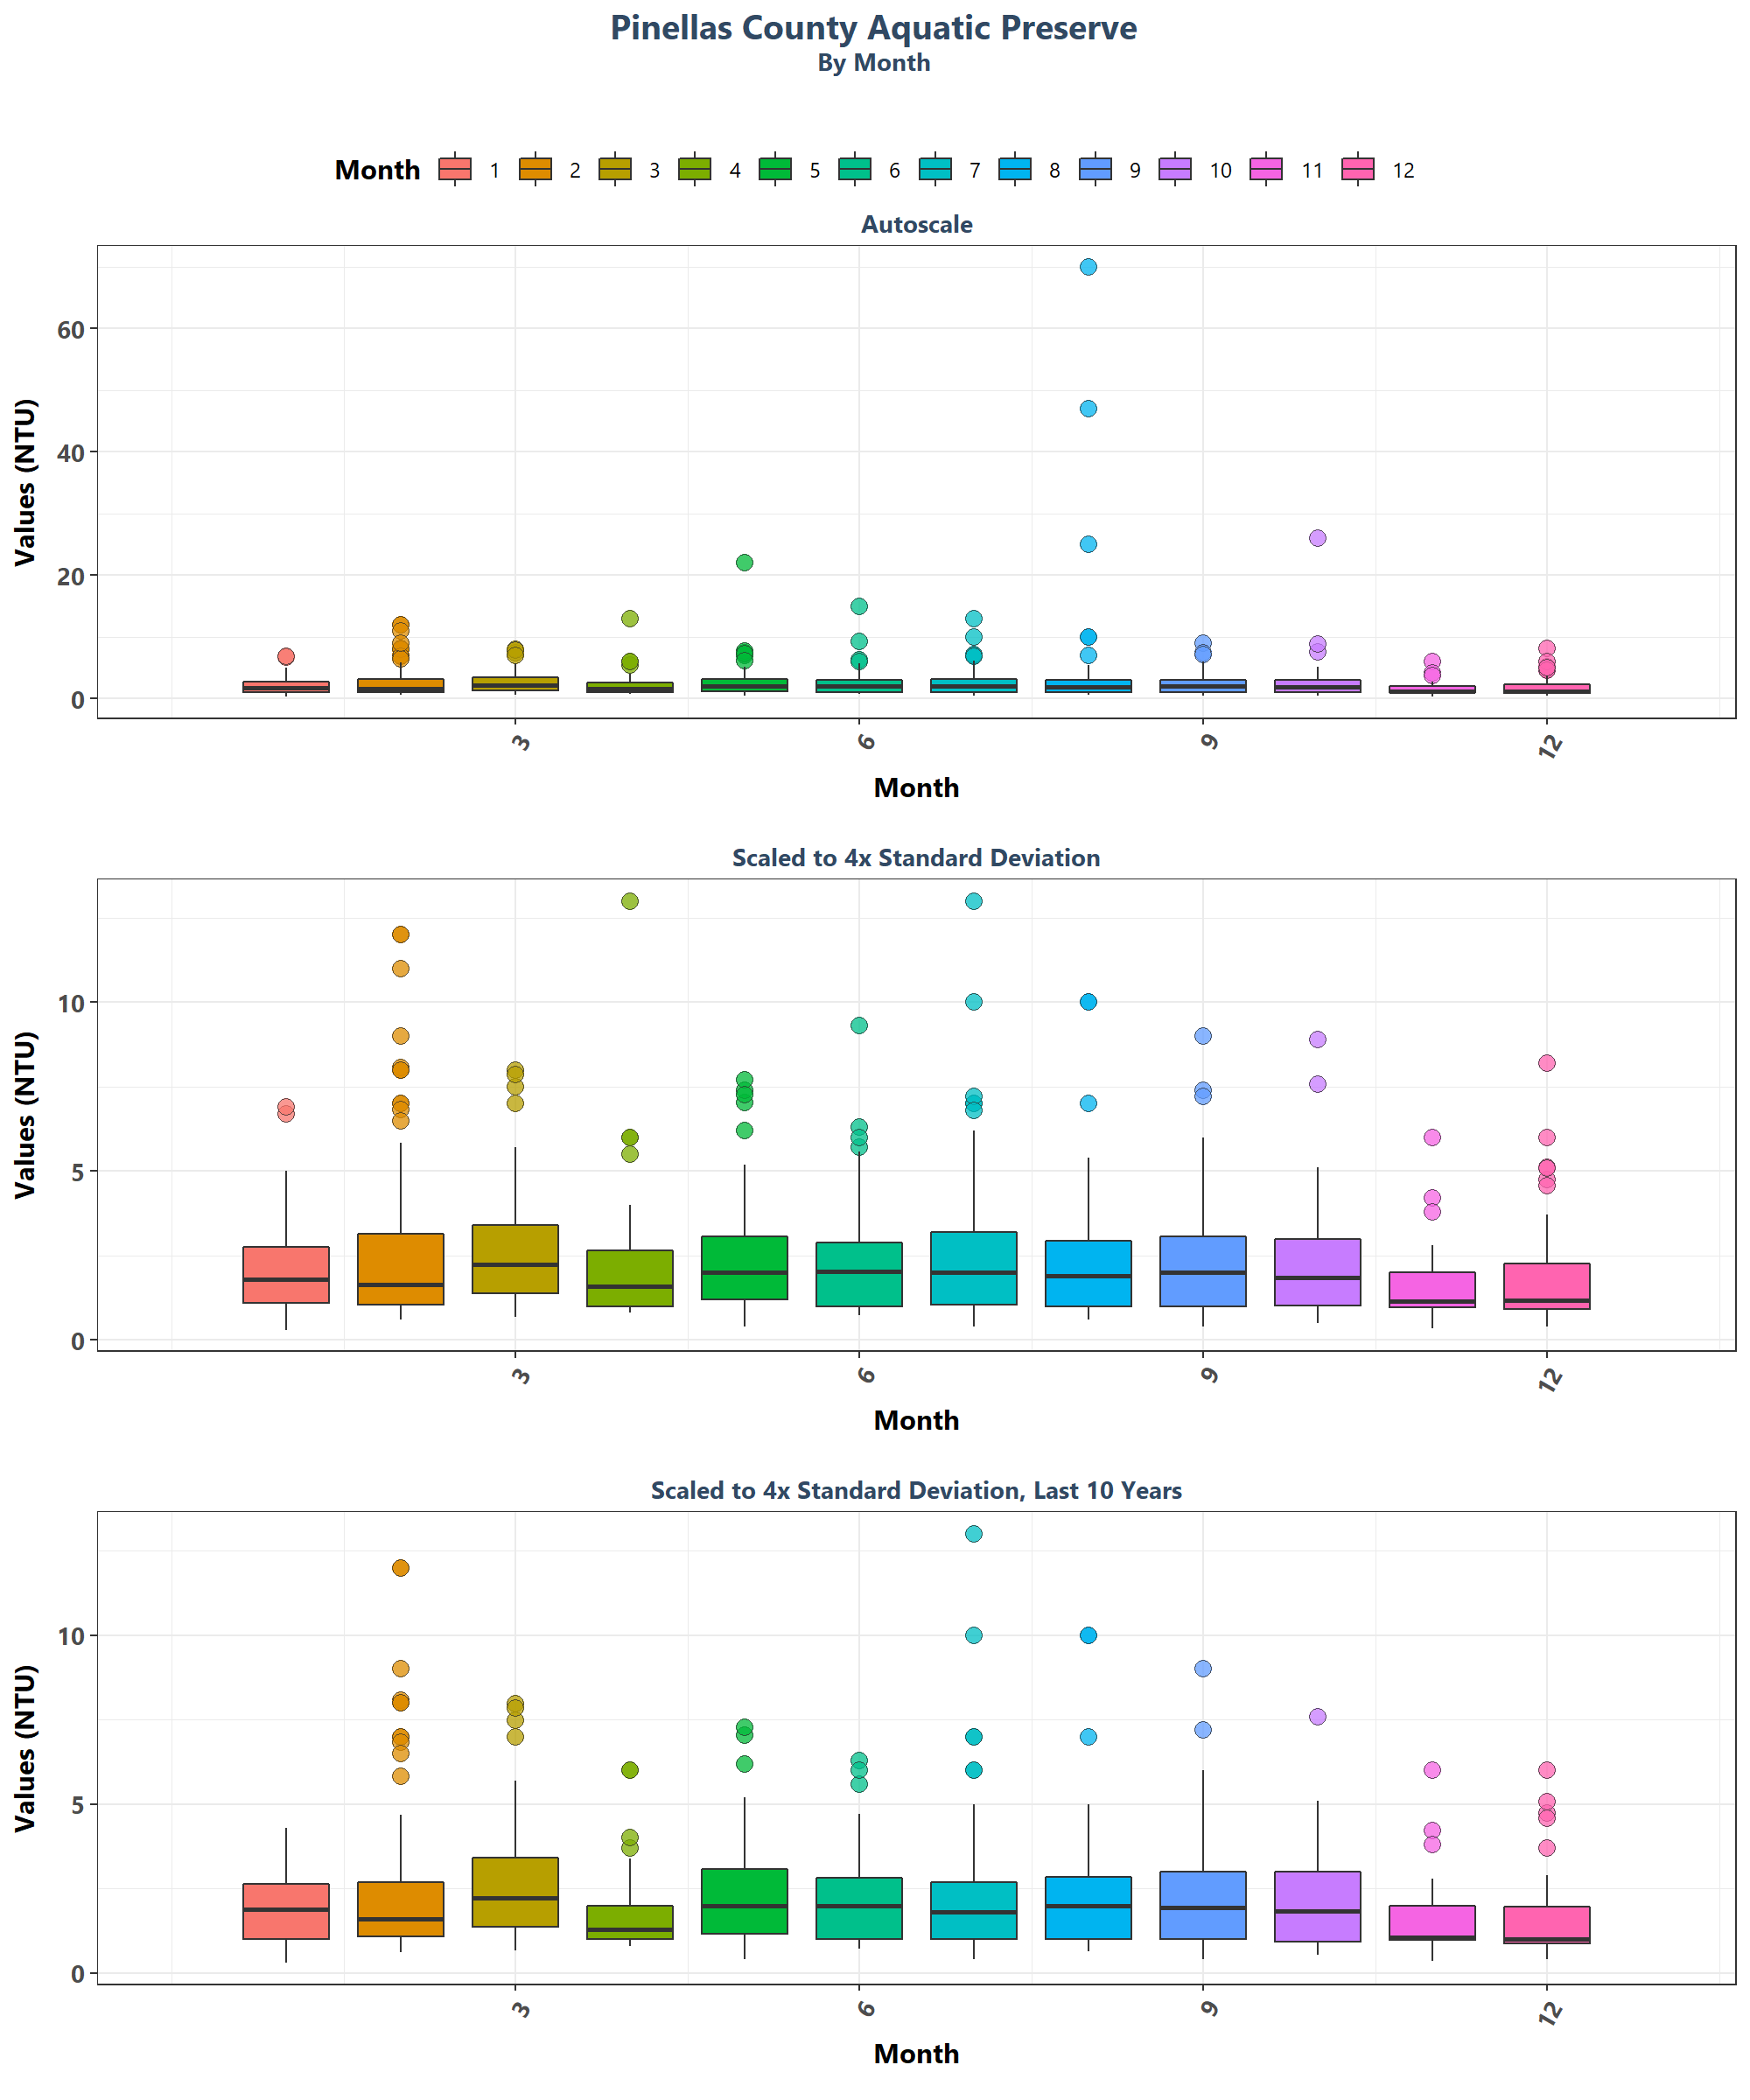 Pinellas County Aquatic Preserve
By Month
Month 1 2 3 4 5 6 7 8 9 10 11 12
Autoscale
Values (NTU)
60
40
20
0
3 6 9 12
Month
Scaled to 4x Standard Deviation
Values (NTU)
10
5
0
3 6 9 12
Month
Scaled to 4x Standard Deviation, Last 10 Years
Values (NTU)
10
5
0
3 6 9 12
Month